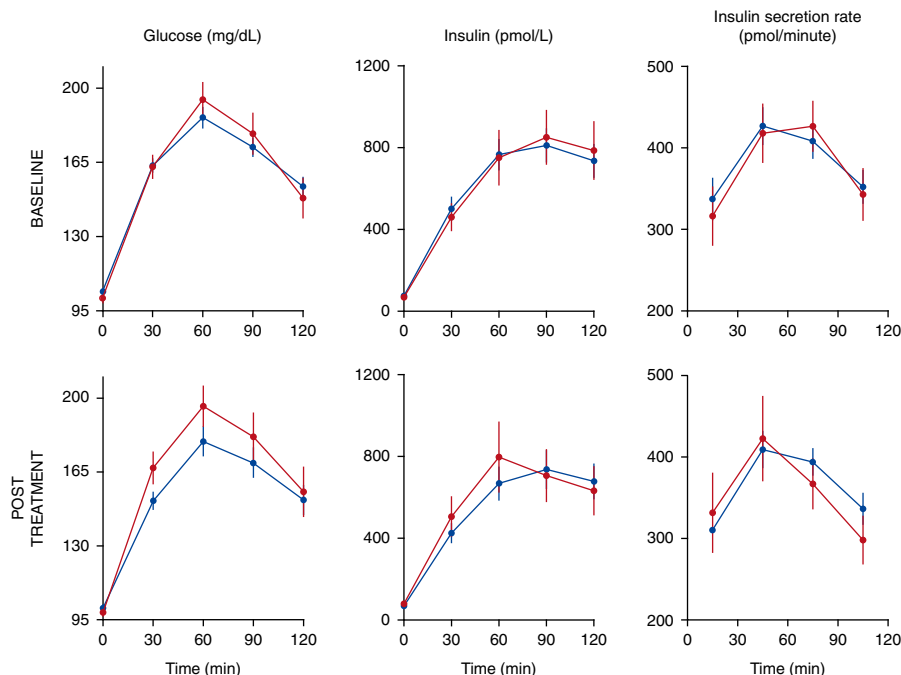 Glucose (mg/dL)
Insulin (pmol/L)
Insulin secretion rate
(pmol/minute)
BASELINE
200
165
130
95
0 30 60 90 120
1200
800
400
0
0 30 60 90 120
500
400
300
200
0 30 60 90 120
POST
TREATMENT
200
165
130
95
0 30 60 90 120
Time (min)
1200
800
400
0
0 30 60 90 120
Time (min)
500
400
300
200
0 30 60 90 120
Time (min)